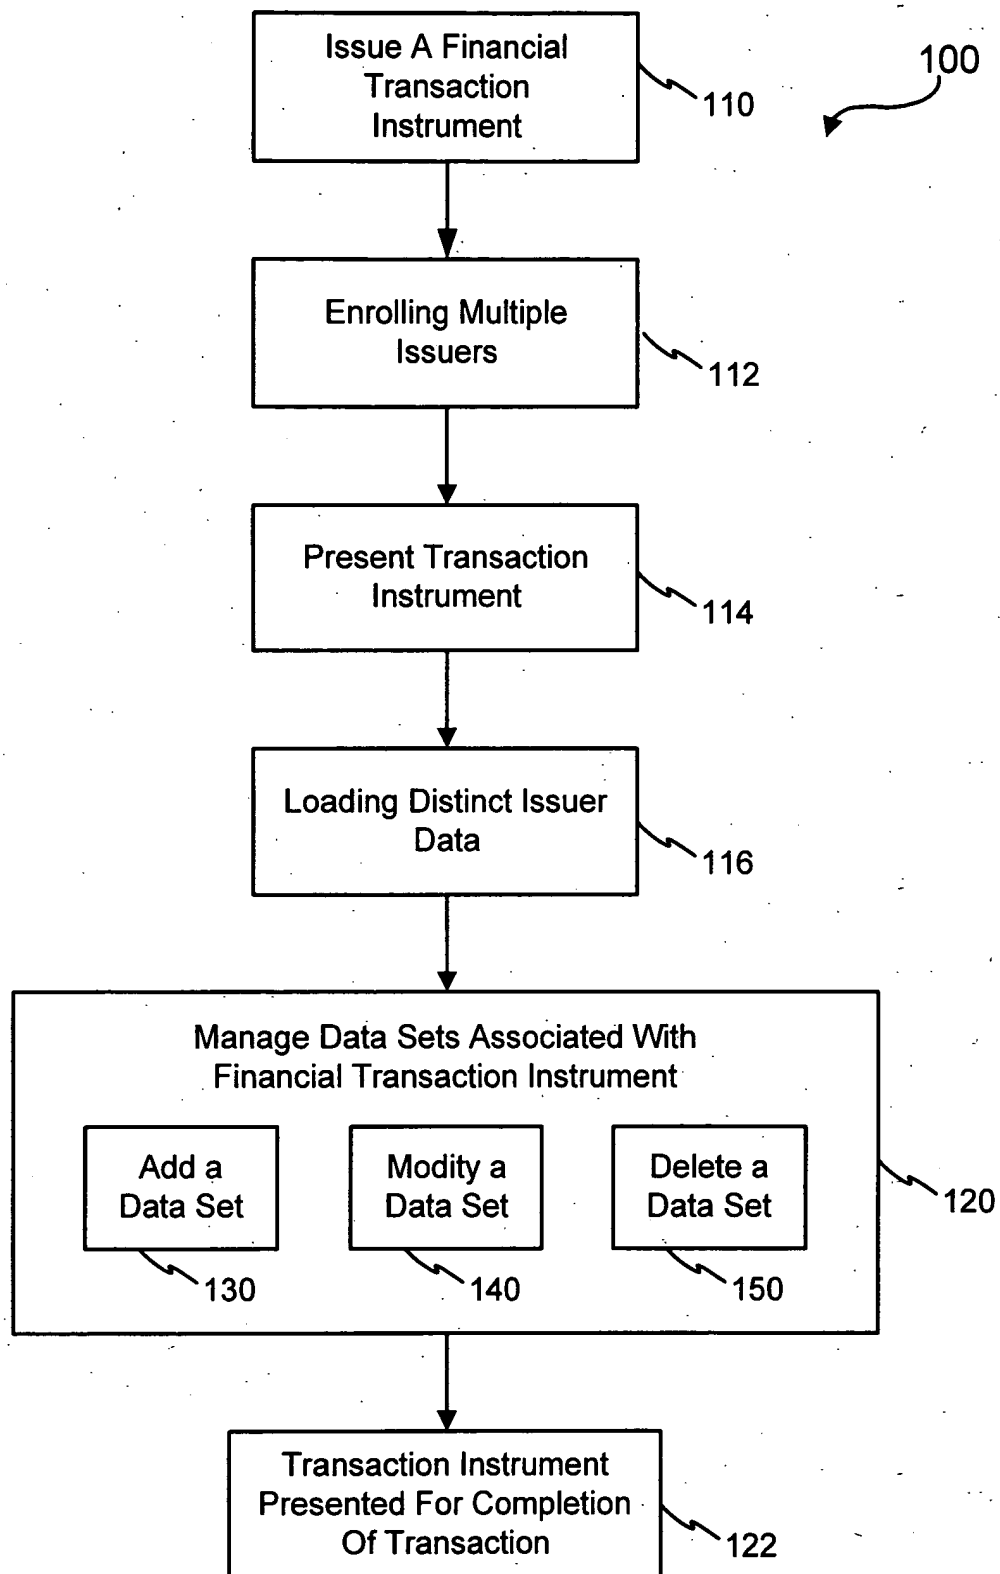 Issue A Financial
Transaction
Instrument
110
100
Enrolling Multiple
Issuers
112
Present Transaction
Instrument
114
Loading Distinct Issuer
Data
116
Manage Data Sets Associated With
Financial Transaction Instrument
Add a
Data Set
130
Modity a
Data Set
140
Delete a
Data Set
150
120
Transaction Instrument
Presented For Completion
Of Transaction
122